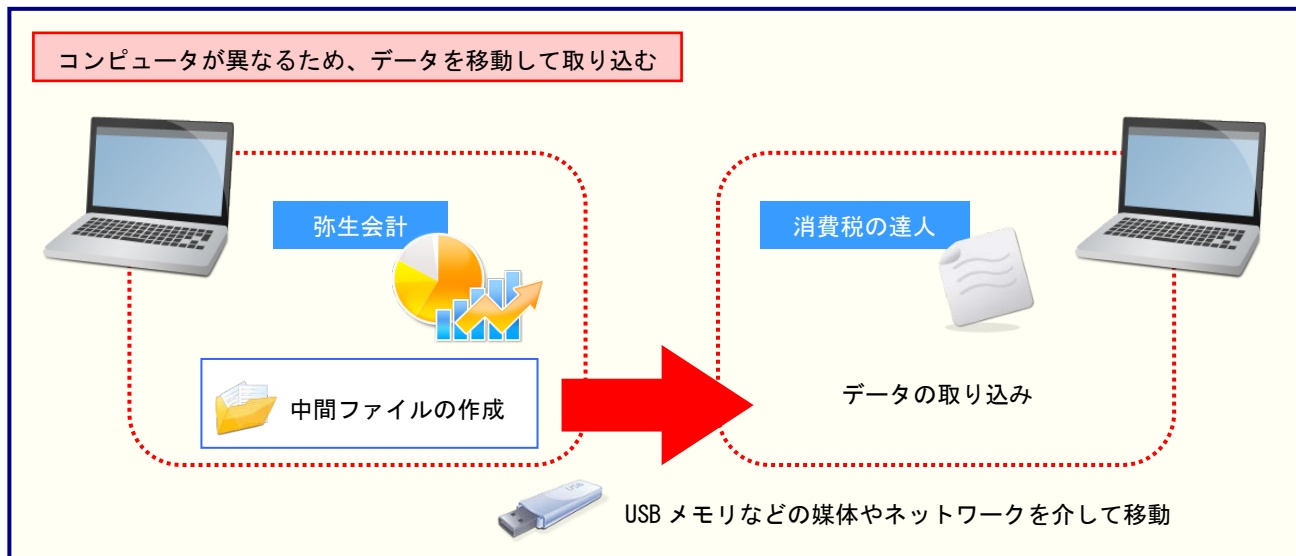 コンピュータが異なるため、データを移動して取り込む
弥生会計
消費税の達人
中間ファイルの作成
データの取り込み
USB
USB メモリなどの媒体やネットワークを介して移動